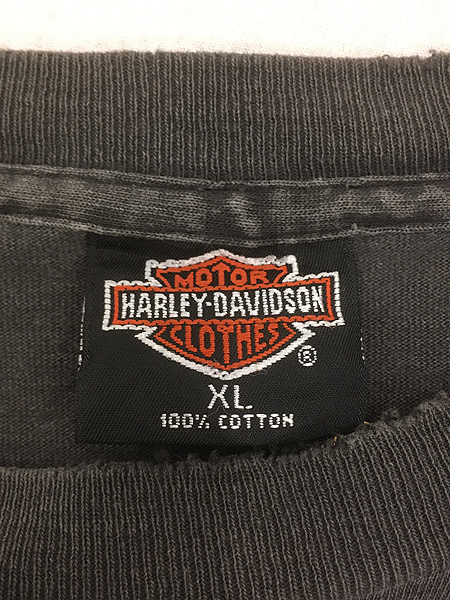 MOTOR
HARLEY-DAVIDSON
CLOTHES
®
XL
100% COTTON